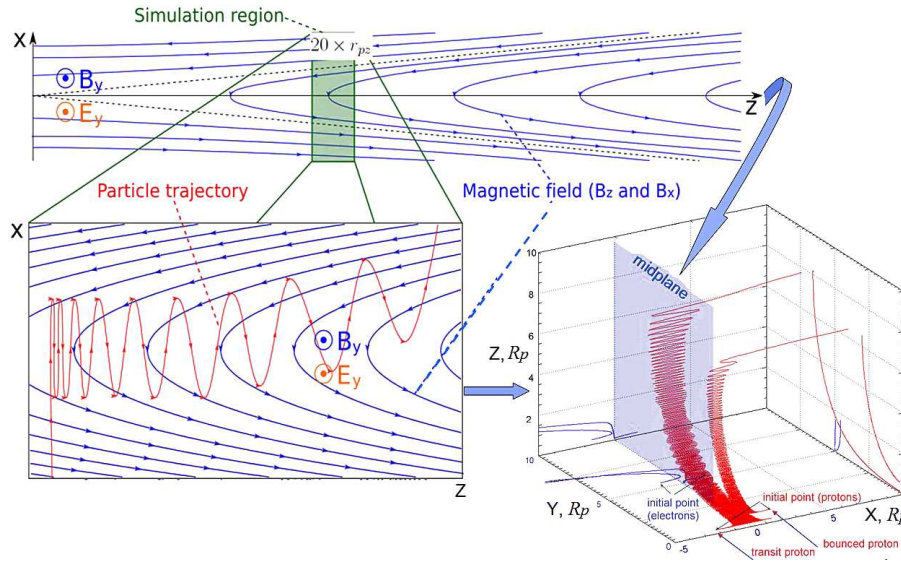 Simulation region
X
20 × r_pz
B_y
E_y
Z
Particle trajectory
Magnetic field (B_z and B_x)
X
B_y
E_y
Z
10
8
6
4
2
10
5
0
-5
0
5
midplane
Z, Rp
Y, Rp
X, R
initial point
(electrons)
initial point (protons)
bounced proton
transit proton